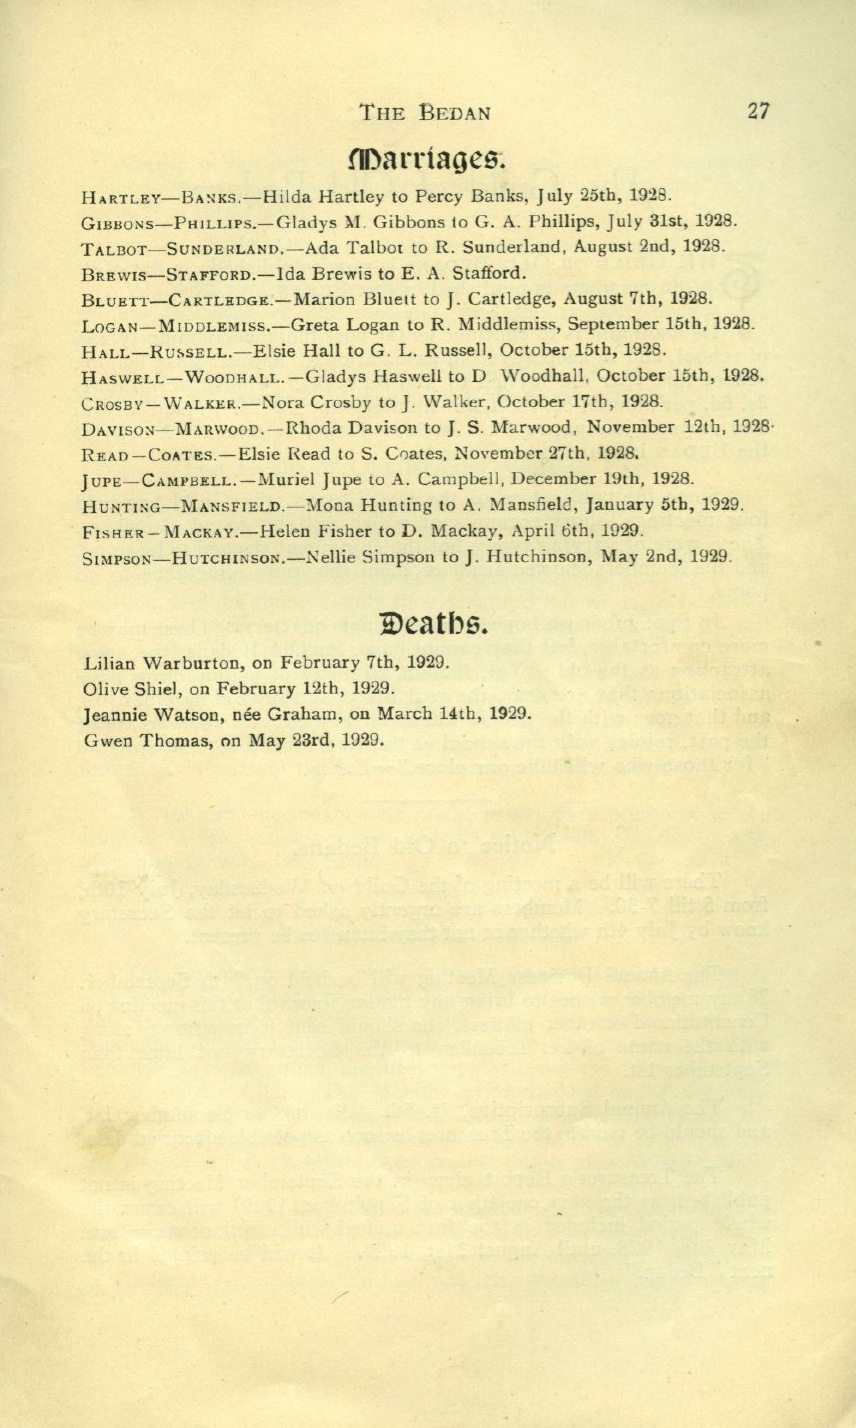 THE BEDAN 27
Marriages.
HARTLEY—BANKS.—Hilda Hartley to Percy Banks, July 25th, 1928.
GIBBONS—PHILLIPS.—Gladys M. Gibbons to G. A. Phillips, July 31st, 1928.
TALBOT—SUNDERLAND.—Ada Talbot to R. Sunderland, August 2nd, 1928.
BREWIS—STAFFORD.—Ida Brewis to E. A. Stafford.
BLUETT—CARTLEDGE.—Marion Bluett to J. Cartledge, August 7th, 1928.
LOGAN—MIDDLEMISS.—Greta Logan to R. Middlemiss, September 15th, 1928.
HALL—RUSSELL.—Elsie Hall to G. L. Russell, October 15th, 1928.
HASWELL—WOODHALL.—Gladys Haswell to D Woodhall, October 15th, 1928.
CROSBY—WALKER.—Nora Crosby to J. Walker, October 17th, 1928.
DAVISON—MARWOOD.—Rhoda Davison to J. S. Marwood, November 12th, 1928·
READ—COATES.—Elsie Read to S. Coates, November 27th, 1928.
JUPE—CAMPBELL.—Muriel Jupe to A. Campbell, December 19th, 1928.
HUNTING—MANSFIELD.—Mona Hunting to A. Mansfield, January 5th, 1929.
FISHER—MACKAY.—Helen Fisher to D. Mackay, April 6th, 1929.
SIMPSON—HUTCHINSON.—Nellie Simpson to J. Hutchinson, May 2nd, 1929.
Deaths.
Lilian Warburton, on February 7th, 1929.
Olive Shiel, on February 12th, 1929.
Jeannie Watson, née Graham, on March 14th, 1929.
Gwen Thomas, on May 23rd, 1929.